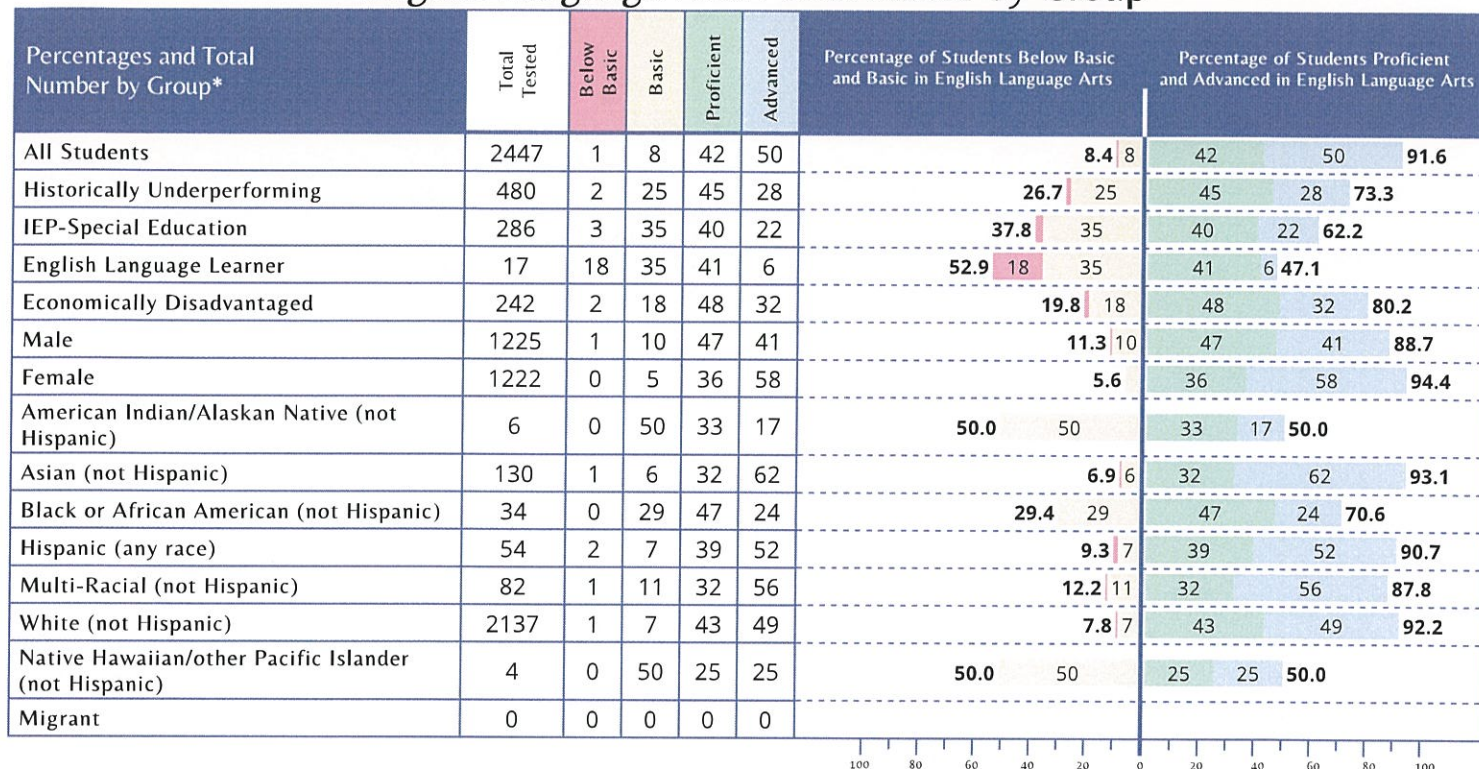 Percentages and Total
Number by Group*
Total
Tested
Below
Basic
Basic
Proficient
Advanced
Percentage of Students Below Basic
and Basic in English Language Arts
Percentage of Students Proficient
and Advanced in English Language Arts
All Students 2447 1 8 42 50 8.4 8 42 50 91.6
Historically Underperforming 480 2 25 45 28 26.7 25 45 28 73.3
IEP-Special Education 286 3 35 40 22 37.8 35 40 22 62.2
English Language Learner 17 18 35 41 6 52.9 18 35 41 6 47.1
Economically Disadvantaged 242 2 18 48 32 19.8 18 48 32 80.2
Male 1225 1 10 47 41 11.3 10 47 41 88.7
Female 1222 0 5 36 58 5.6 36 58 94.4
American Indian/Alaskan Native (not
Hispanic) 6 0 50 33 17 50.0 50 33 17 50.0
Asian (not Hispanic) 130 1 6 32 62 6.9 6 32 62 93.1
Black or African American (not Hispanic) 34 0 29 47 24 29.4 29 47 24 70.6
Hispanic (any race) 54 2 7 39 52 9.3 7 39 52 90.7
Multi-Racial (not Hispanic) 82 1 11 32 56 12.2 11 32 56 87.8
White (not Hispanic) 2137 1 7 43 49 7.8 7 43 49 92.2
Native Hawaiian/other Pacific Islander
(not Hispanic) 4 0 50 25 25 50.0 50 25 25 50.0
Migrant 0 0 0 0 0
100 80 60 40 20 0 20 40 60 80 100